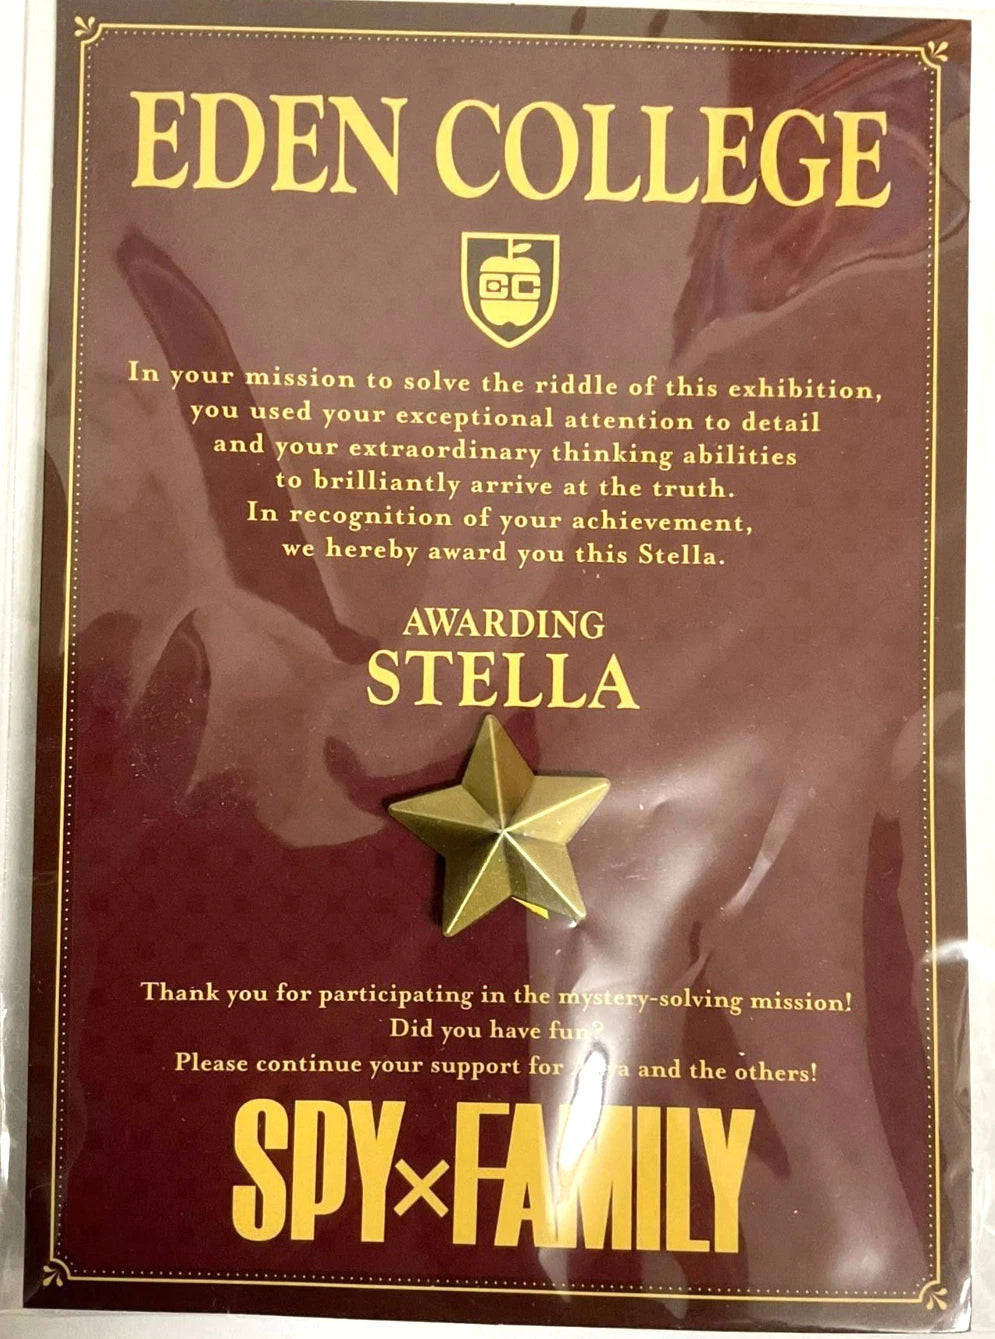 EDEN COLLEGE
EC
In your mission to solve the riddle of this exhibition,
you used your exceptional attention to detail
and your extraordinary thinking abilities
to brilliantly arrive at the truth.
In recognition of your achievement,
we hereby award you this Stella.
AWARDING
STELLA
Thank you for participating in the mystery-solving mission!
Did you have fun?
Please continue your support for and the others!
SPY×FAMILY